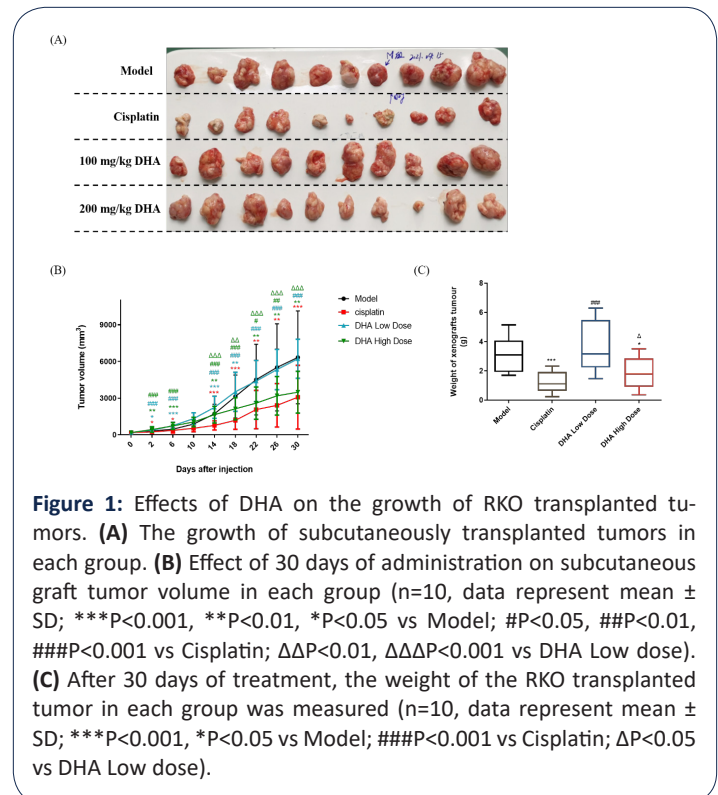 (A)
Model
Cisplatin
100 mg/kg DHA
200 mg/kg DHA
(B)
Tumor volume (mm³)
9000
6000
3000
0
0 2 6 10 14 18 22 26 30
Days after injection
###
###
**
*
*
###
###
***
***
*
ΔΔΔ
###
###
**
***
***
ΔΔ
###
###
**
**
ΔΔΔ
#
###
**
**
ΔΔΔ
##
###
**
**
ΔΔΔ
###
**
***
Model
cisplatin
DHA Low Dose
DHA High Dose
(C)
Weight of xenografts tumour
(g)
8
6
4
2
0
***
###
Δ
*
Model
Cisplatin
DHA Low Dose
DHA High Dose
Figure 1: Effects of DHA on the growth of RKO transplanted tu-
mors. (A) The growth of subcutaneously transplanted tumors in
each group. (B) Effect of 30 days of administration on subcutaneous
graft tumor volume in each group (n=10, data represent mean ±
SD; ***P<0.001, **P<0.01, *P<0.05 vs Model; #P<0.05, ##P<0.01,
###P<0.001 vs Cisplatin; ΔΔP<0.01, ΔΔΔP<0.001 vs DHA Low dose).
(C) After 30 days of treatment, the weight of the RKO transplanted
tumor in each group was measured (n=10, data represent mean ±
SD; ***P<0.001, *P<0.05 vs Model; ###P<0.001 vs Cisplatin; ΔP<0.05
vs DHA Low dose).